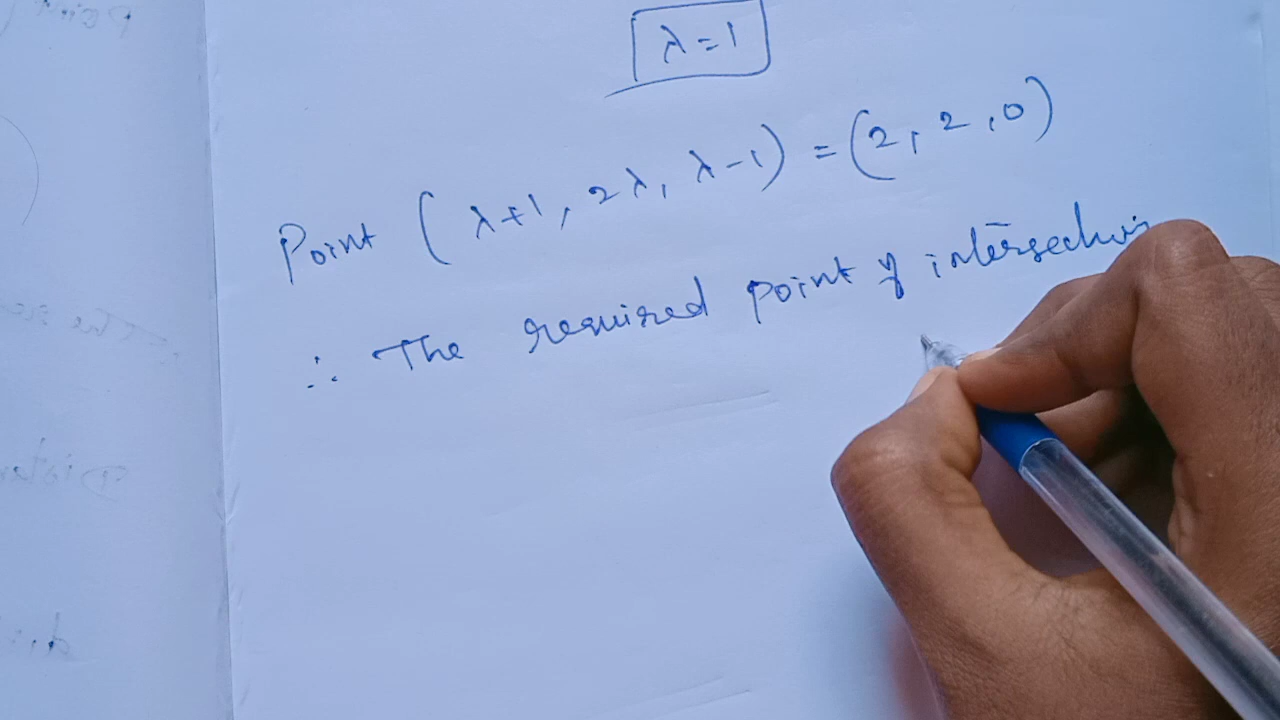 λ=1
Point (λ+1, 2λ, λ-1) = (2, 2, 0)
∴ The required point of intersection